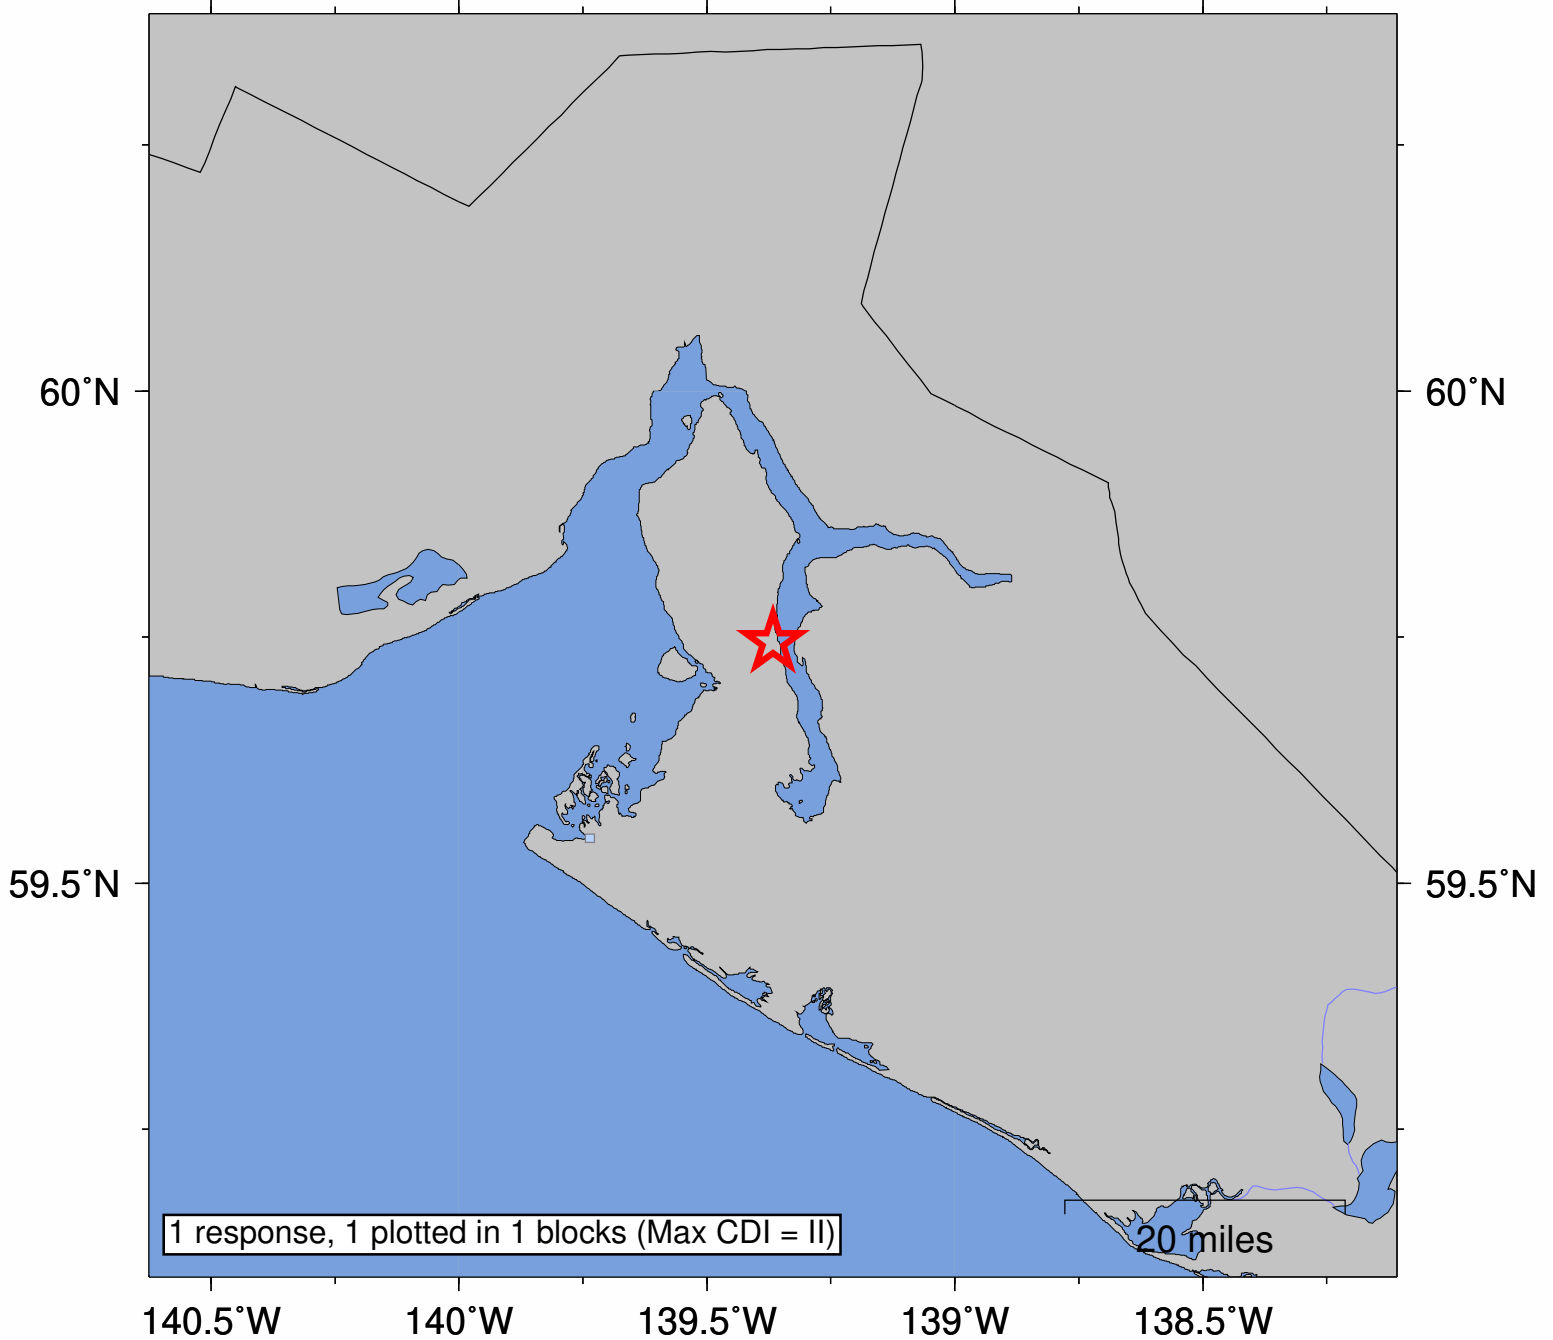 60˚N 60˚N
59.5˚N 59.5˚N
1 response, 1 plotted in 1 blocks (Max CDI = II)
20 miles
140.5˚W 140˚W 139.5˚W 139˚W 138.5˚W